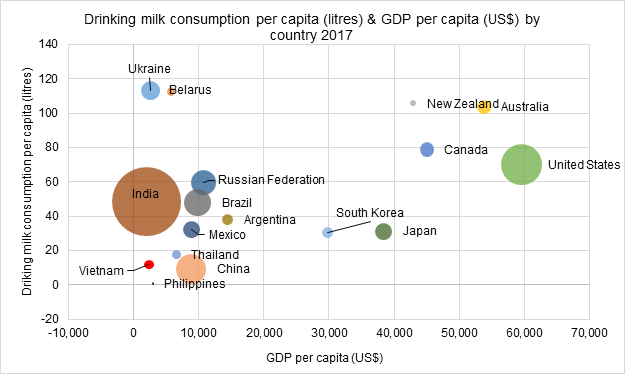 Drinking milk consumption per capita (litres) & GDP per capita (US$) by
country 2017
Driking milk consumption per capita (litres)
140
120
100
80
60
40
20
0
-20
Ukraine
Belarus
New Zealand
Australia
Canada
United States
Russian Federation
India
Brazil
Argentina
South Korea
Mexico
Japan
Thailand
Vietnam
China
Philippines
-10,000 0 10,000 20,000 30,000 40,000 50,000 60,000 70,000
GDP per capita (US$)